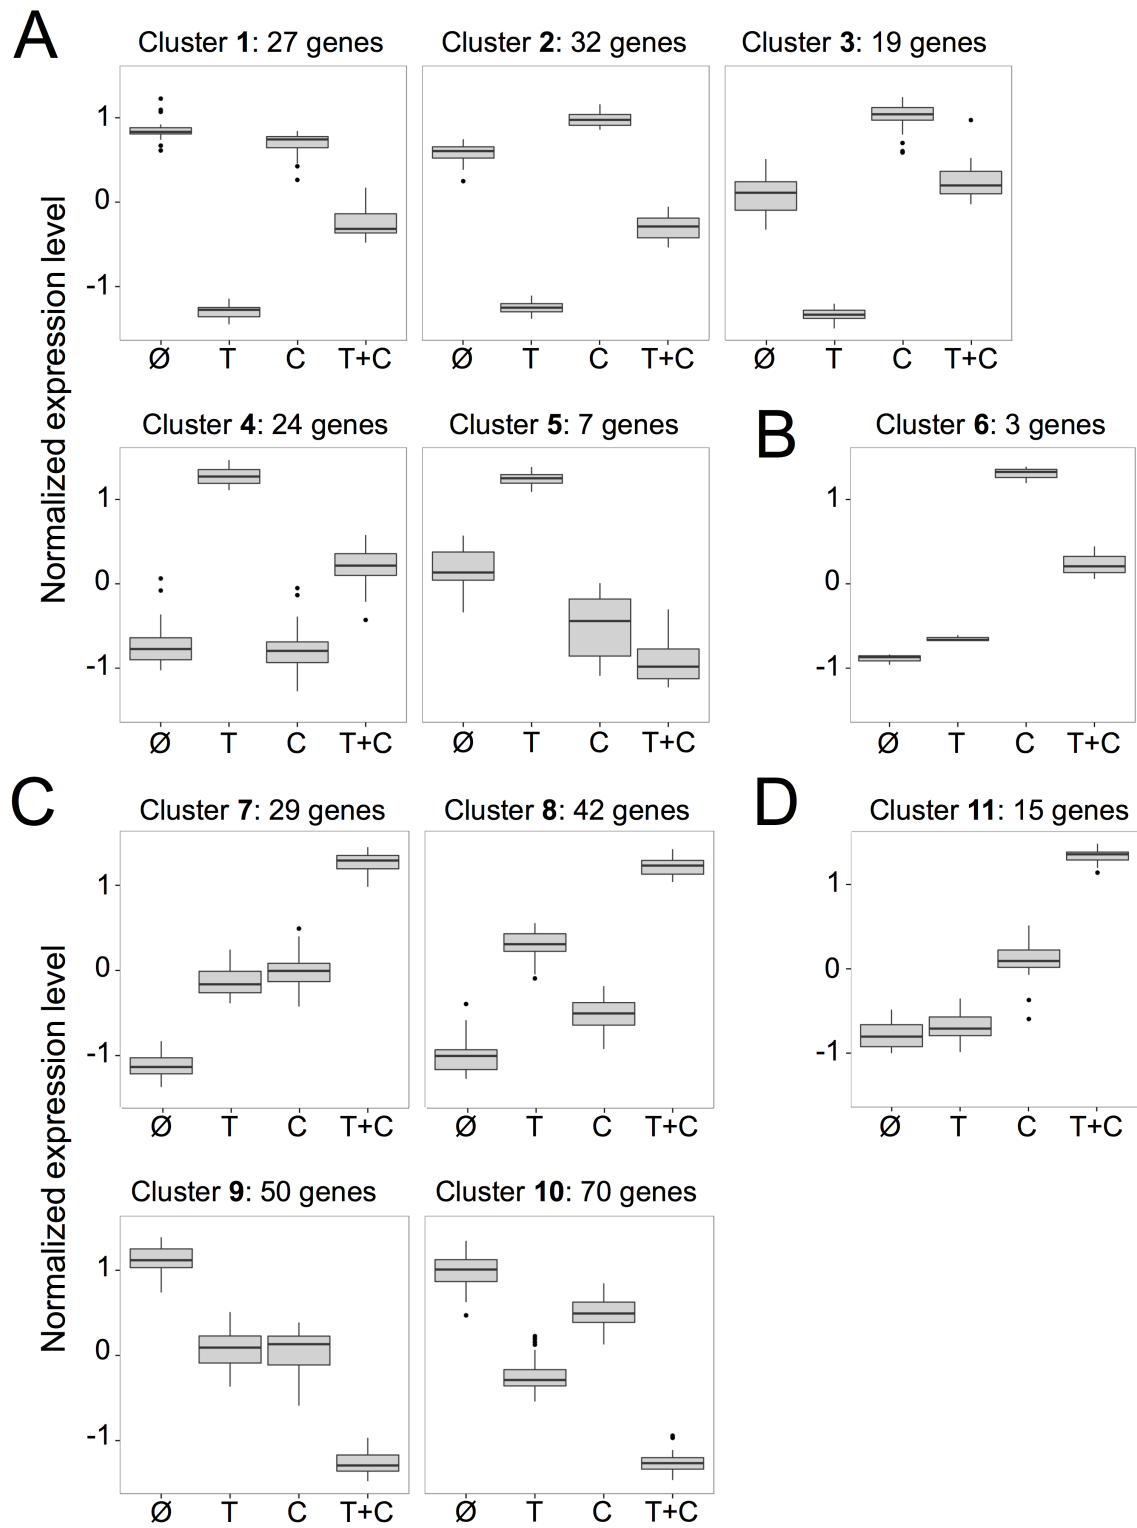 A
Cluster 1: 27 genes
Cluster 2: 32 genes
Cluster 3: 19 genes
Normalized expression level
1
0
-1
Ø T C T+C
Ø T C T+C
Ø T C T+C
Cluster 4: 24 genes
Cluster 5: 7 genes
B
Cluster 6: 3 genes
1
0
-1
1
0
-1
Ø T C T+C
Ø T C T+C
Ø T C T+C
C
Cluster 7: 29 genes
Cluster 8: 42 genes
D
Cluster 11: 15 genes
Normalized expression level
1
0
-1
1
0
-1
Ø T C T+C
Ø T C T+C
Ø T C T+C
Cluster 9: 50 genes
Cluster 10: 70 genes
1
0
-1
Ø T C T+C
Ø T C T+C